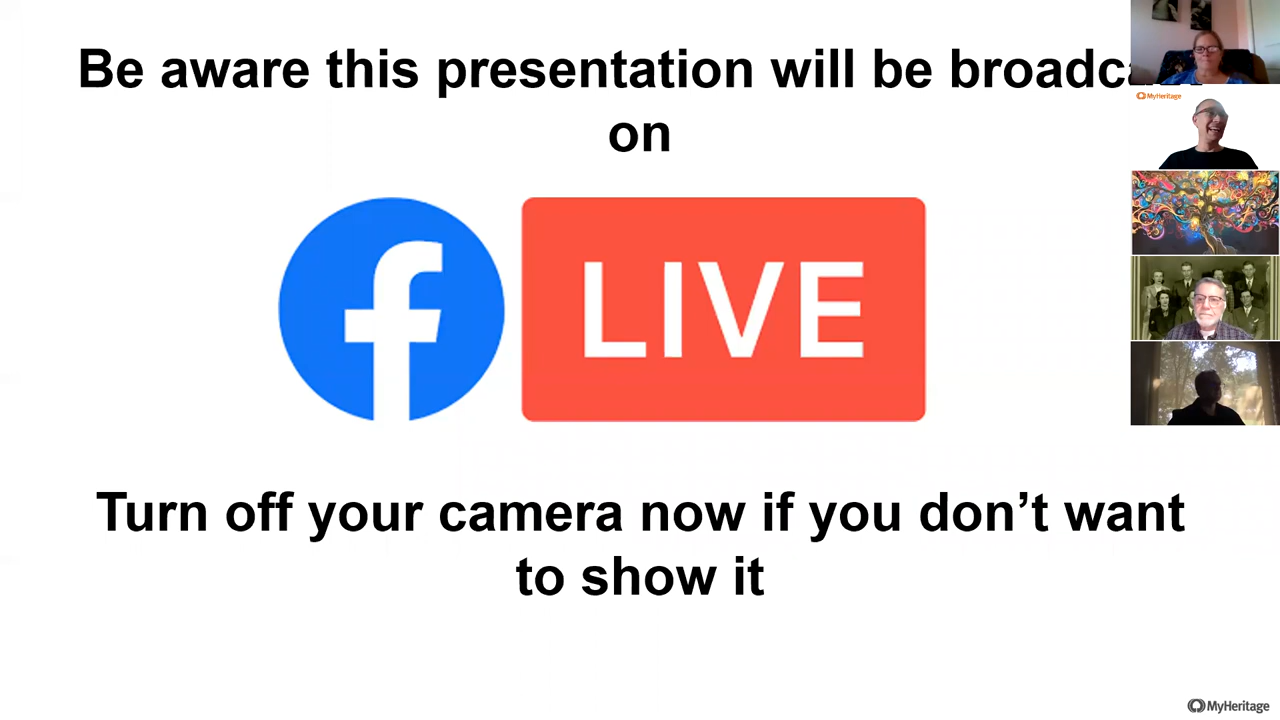 Be aware this presentation will be
on
LIVE
Turn off your camera now if you don’t want
to show it
MyHeritage
MyHeritage